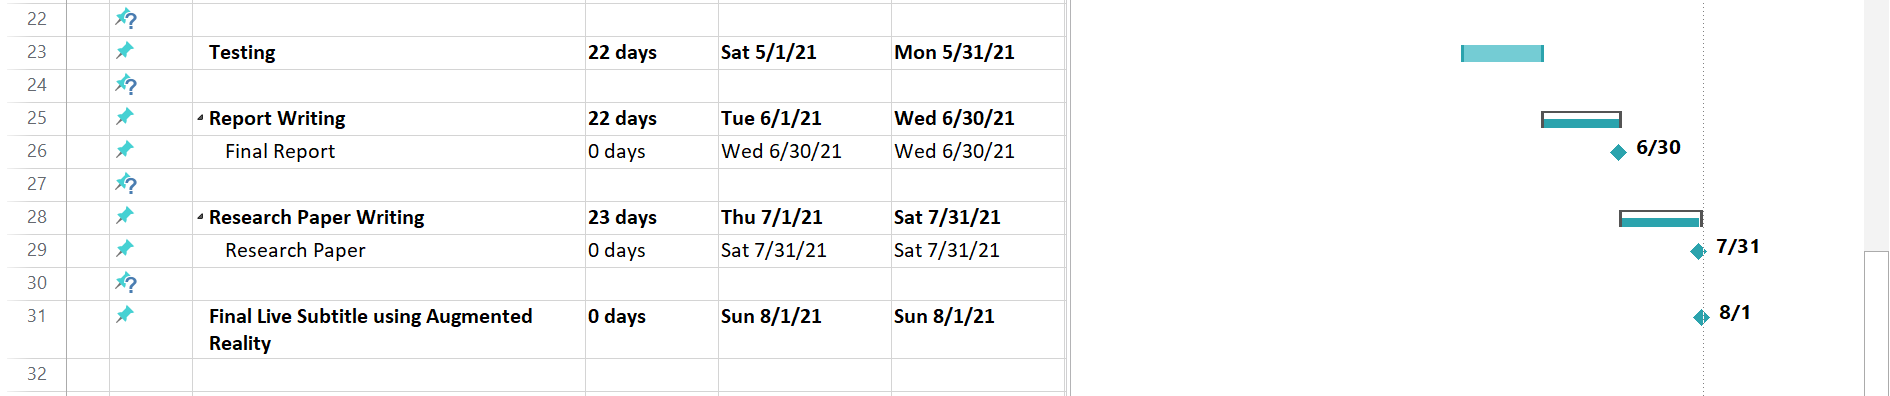 22 ?
23 Testing 22 days Sat 5/1/21 Mon 5/31/21
24 ?
25 Report Writing 22 days Tue 6/1/21 Wed 6/30/21
26 Final Report 0 days Wed 6/30/21 Wed 6/30/21 6/30
27 ?
28 Research Paper Writing 23 days Thu 7/1/21 Sat 7/31/21
29 Research Paper 0 days Sat 7/31/21 Sat 7/31/21 7/31
30 ?
31 Final Live Subtitle using Augmented 0 days Sun 8/1/21 Sun 8/1/21 8/1
Reality
32